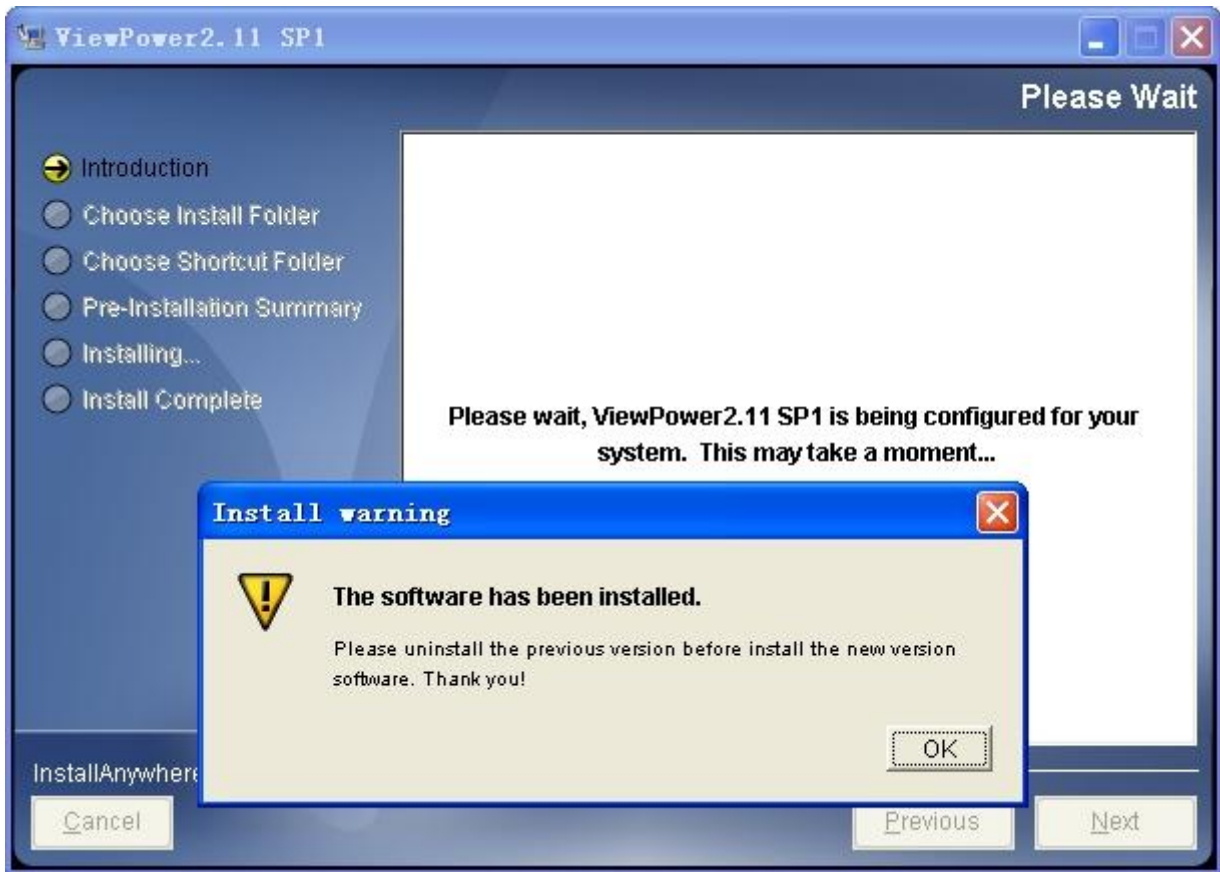 ViewPower2.11 SP1
Please Wait
Introduction
Choose Install Folder
Choose Shortcut Folder
Pre-Installation Summary
Installing...
Install Complete
Please wait, ViewPower2.11 SP1 is being configured for your
system. This may take a moment...
Install warning
The software has been installed.
Please uninstall the previous version before install the new version
software. Thank you!
OK
InstallAnywhere
Cancel
Previous
Next